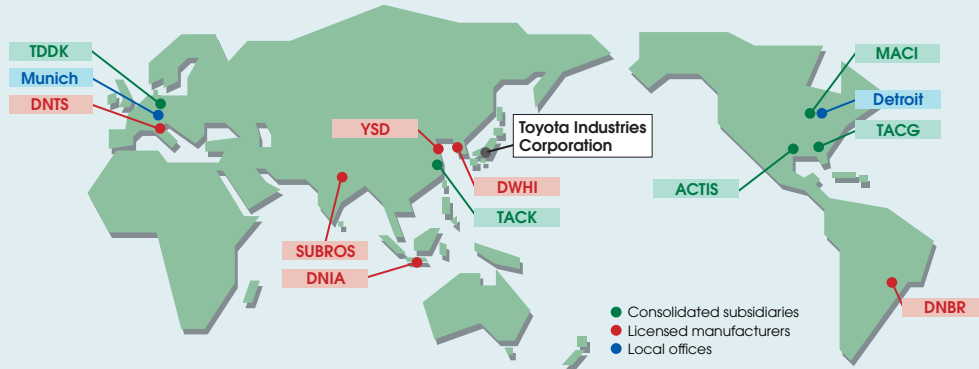 TDDK
Munich
DNTS
YSD
Toyota Industries
Corporation
DWHI
TACK
SUBROS
DNIA
MACI
Detroit
TACG
ACTIS
DNBR
Consolidated subsidiaries
Licensed manufacturers
Local offices